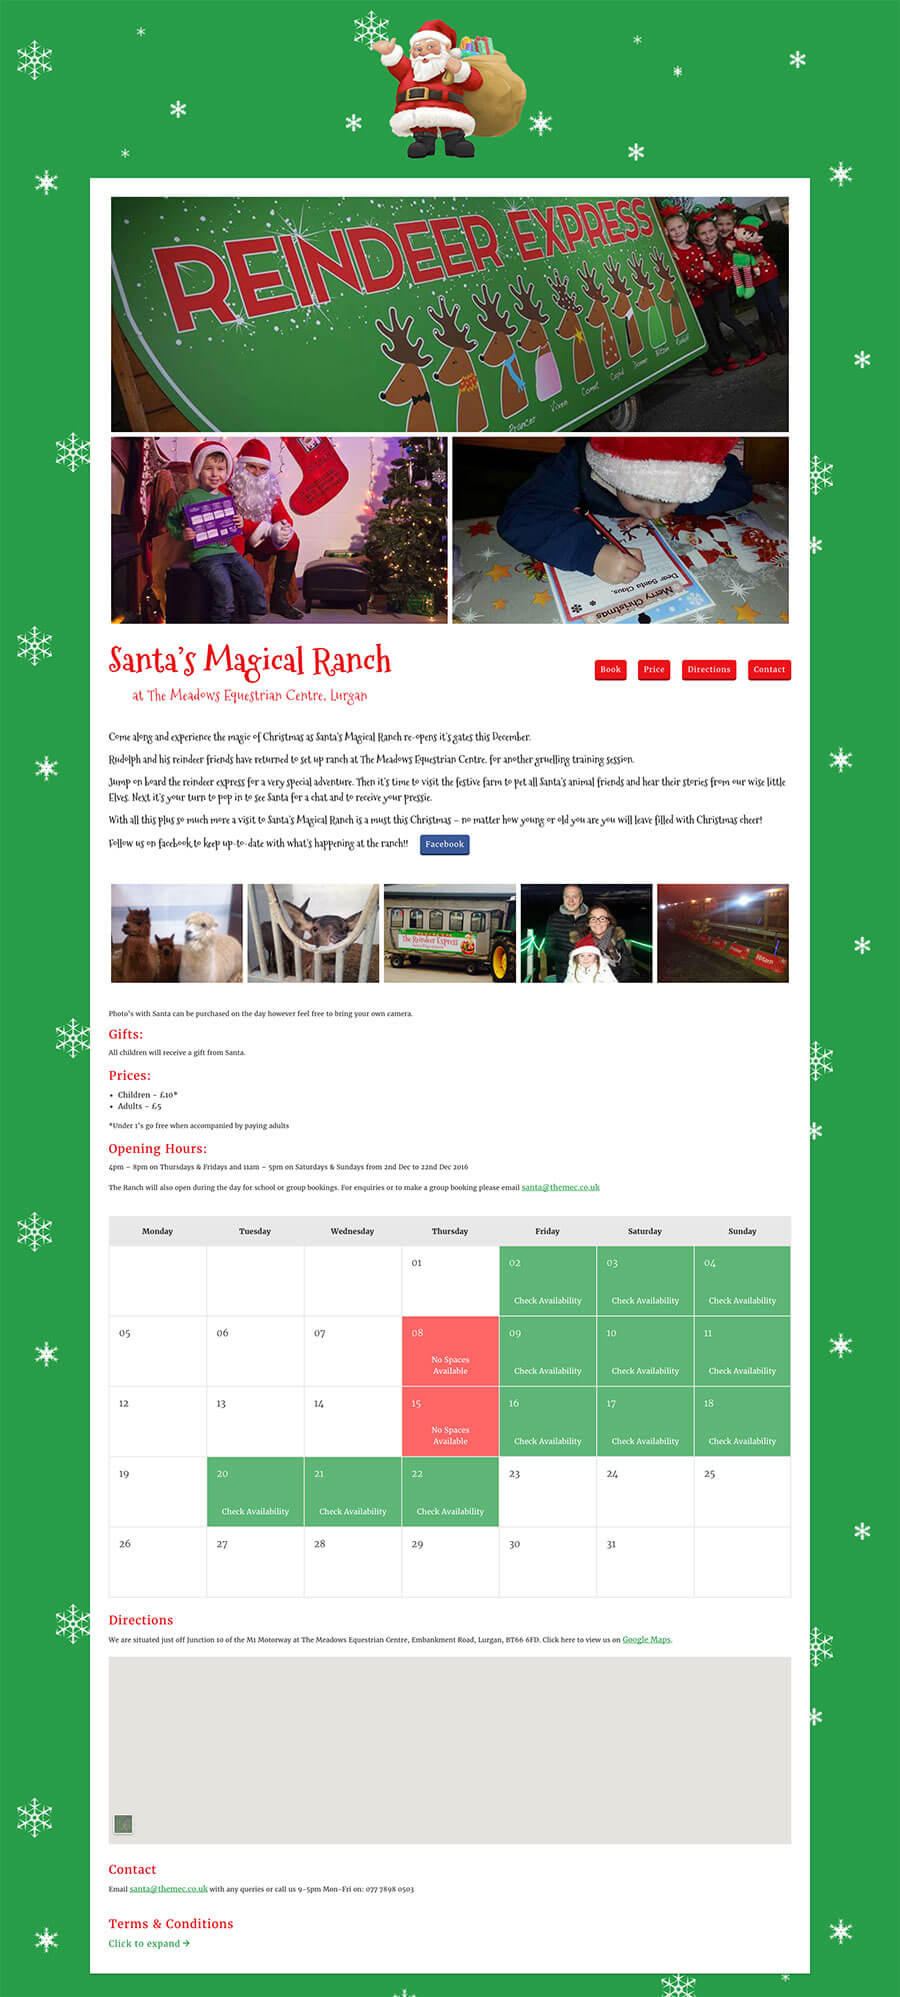 REINDEER EXPRESS
Prancer
Vixen
Comet
Cupid
Donner
Blitzen
Rudolf
Dear Santa Claus,
Merry Christmas
Santa's Magical Ranch
at The Meadows Equestrian Centre, Lurgan
Book
Price
Directions
Contact
Come along and experience the magic of Christmas as Santa's Magical Ranch re-opens it's gates this December.
Rudolph and his reindeer friends have returned to set up ranch at The Meadows Equestrian Centre, for another gruelling training session.
Jump on board the reindeer express for a very special adventure. Then it's time to visit the festive farm to pet all Santa's animal friends and hear their stories from our wise little
Elves. Next it's your turn to pop in to see Santa for a chat and to receive your pressie.
With all this plus so much more a visit to Santa's Magical Ranch is a must this Christmas – no matter how young or old you are you will leave filled with Christmas cheer!
Follow us on facebook to keep up-to-date with what's happening at the ranch!!
Facebook
The Reindeer Express
Photo's with Santa can be purchased on the day however feel free to bring your own camera.
Gifts:
All children will receive a gift from Santa.
Prices:
• Children – £10*
• Adults – £5
*Under 1's go free when accompanied by paying adults
Opening Hours:
4pm – 8pm on Thursdays & Fridays and 11am – 5pm on Saturdays & Sundays from 2nd Dec to 22nd Dec 2016
The Ranch will also open during the day for school or group bookings. For enquiries or to make a group booking please email santa@themec.co.uk
Monday Tuesday Wednesday Thursday Friday Saturday Sunday
01 02 03 04
Check Availability Check Availability Check Availability
05 06 07 08 09 10 11
No Spaces
Available Check Availability Check Availability Check Availability
12 13 14 15 16 17 18
No Spaces
Available Check Availability Check Availability Check Availability
19 20 21 22 23 24 25
Check Availability Check Availability Check Availability
26 27 28 29 30 31
Directions
We are situated just off Junction 10 of the M1 Motorway at The Meadows Equestrian Centre, Embankment Road, Lurgan, BT66 6FD. Click here to view us on Google Maps.
Contact
Email santa@themec.co.uk with any queries or call us 9-5pm Mon-Fri on: 077 7898 0503
Terms & Conditions
Click to expand →